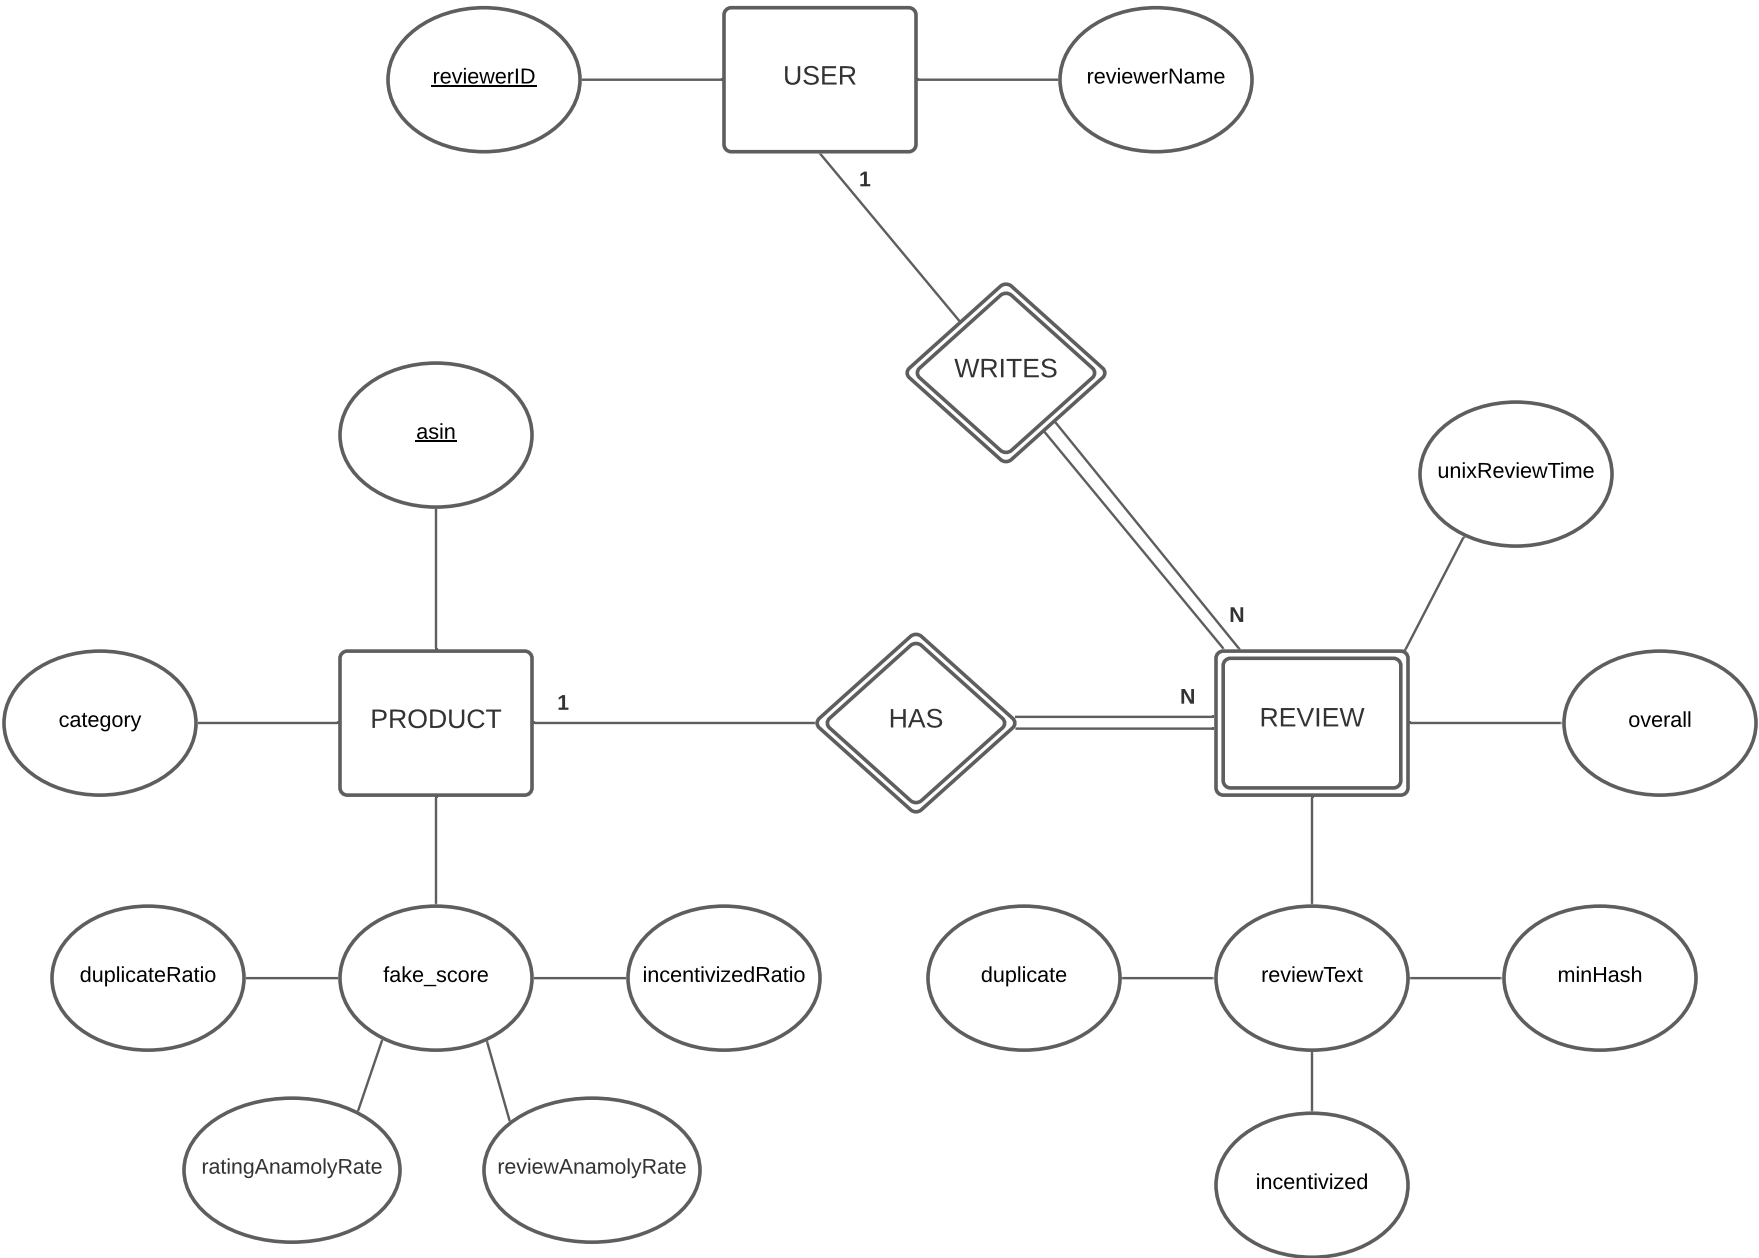 reviewerID
USER
reviewerName
1
WRITES
asin
unixReviewTime
N
category
PRODUCT
1
HAS
N
REVIEW
overall
duplicateRatio
fake_score
incentivizedRatio
duplicate
reviewText
minHash
ratingAnamolyRate
reviewAnamolyRate
incentivized